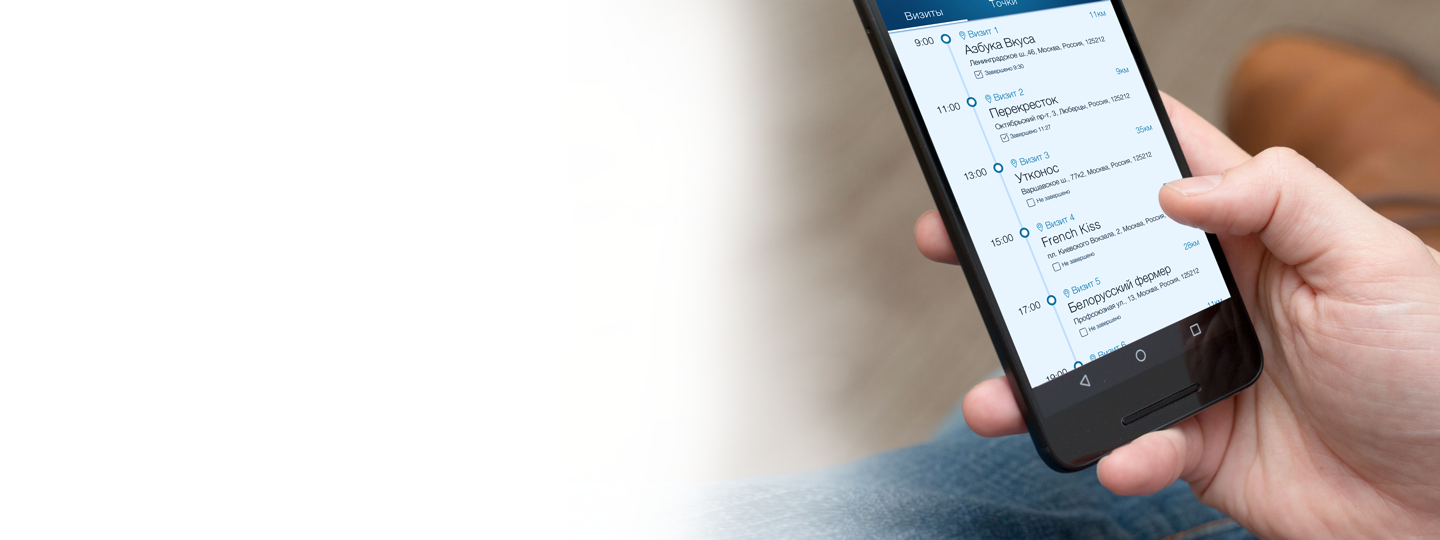 Визиты
Точки
9:00
Визит 1
11км
Азбука Вкуса
Ленинградское ш., 46, Москва, Россия, 125212
Завершено 9:30
11:00
Визит 2
9км
Перекресток
Октябрьский пр-т, 3, Люберцы, Россия, 125212
Завершено 11:27
13:00
Визит 3
35км
Утконос
Варшавское ш., 77к2, Москва, Россия, 125212
Не завершено
15:00
Визит 4
French Kiss
пл. Киевского Вокзала, 2, Москва, Россия,
Не завершено
17:00
Визит 5
28км
Белорусский фермер
Профсоюзная ул., 13, Москва, Россия, 125212
Не завершено
19:00
Визит 6
11км